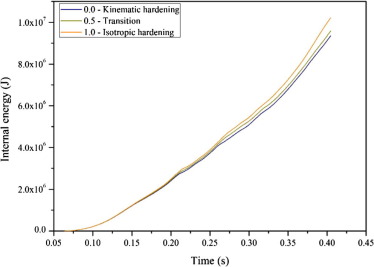 0.0 - Kinematic hardening
0.5 - Transition
1.0 - Isotropic hardening
Internal energy (J)
1.0x10⁷
8.0x10⁶
6.0x10⁶
4.0x10⁶
2.0x10⁶
0.0
0.05 0.10 0.15 0.20 0.25 0.30 0.35 0.40 0.45
Time (s)